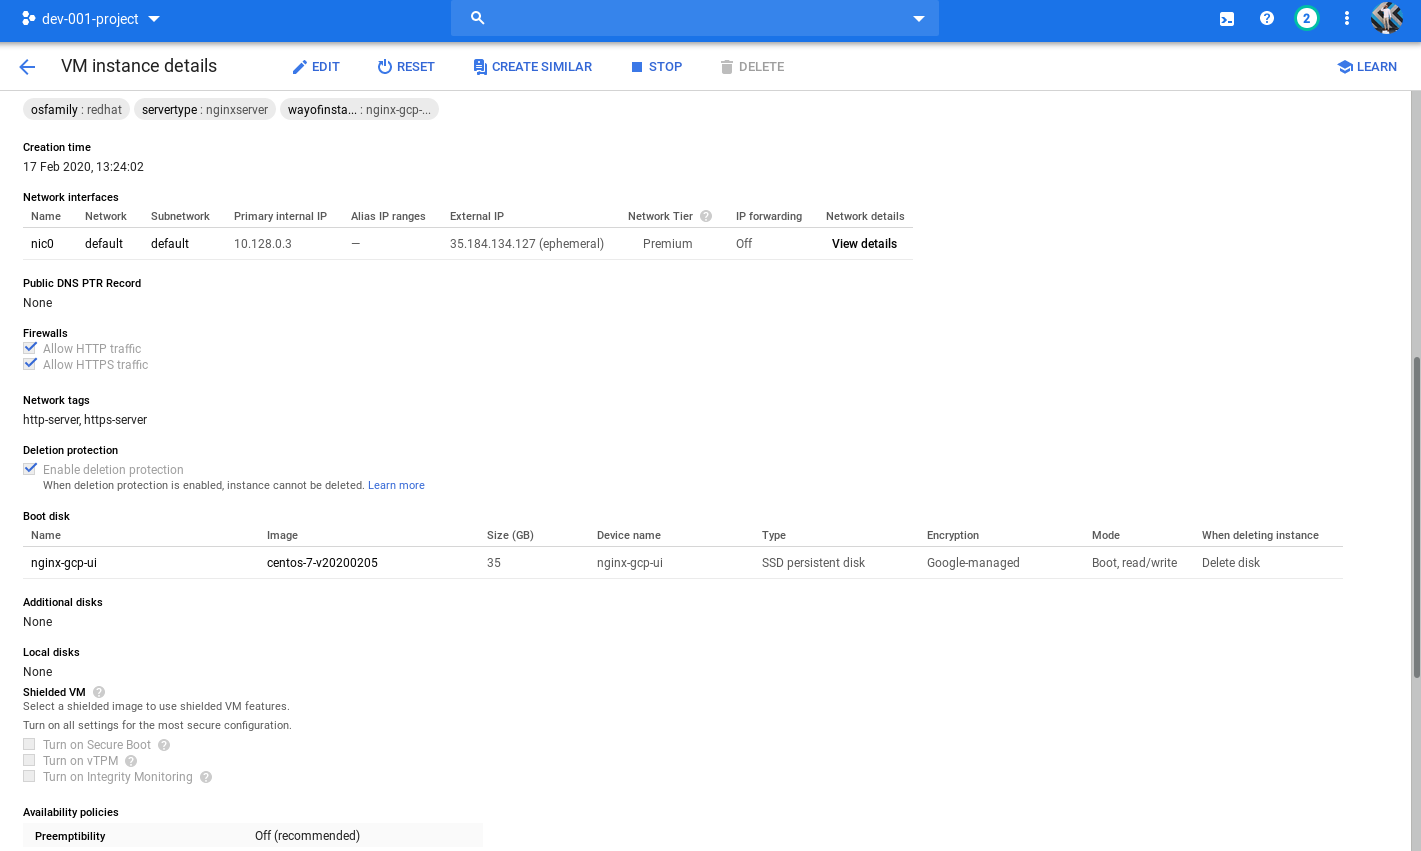 dev-001-project
2
VM instance details EDIT RESET CREATE SIMILAR STOP DELETE LEARN
osfamily : redhat servertype : nginxserver wayofinsta... : nginx-gcp-...
Creation time
17 Feb 2020, 13:24:02
Network interfaces
Name Network Subnetwork Primary internal IP Alias IP ranges External IP Network Tier ? IP forwarding Network details
nic0 default default 10.128.0.3 — 35.184.134.127 (ephemeral) Premium Off View details
Public DNS PTR Record
None
Firewalls
Allow HTTP traffic
Allow HTTPS traffic
Network tags
http-server, https-server
Deletion protection
Enable deletion protection
When deletion protection is enabled, instance cannot be deleted. Learn more
Boot disk
Name Image Size (GB) Device name Type Encryption Mode When deleting instance
nginx-gcp-ui centos-7-v20200205 35 nginx-gcp-ui SSD persistent disk Google-managed Boot, read/write Delete disk
Additional disks
None
Local disks
None
Shielded VM ?
Select a shielded image to use shielded VM features.
Turn on all settings for the most secure configuration.
Turn on Secure Boot ?
Turn on vTPM ?
Turn on Integrity Monitoring ?
Availability policies
Preemptibility Off (recommended)